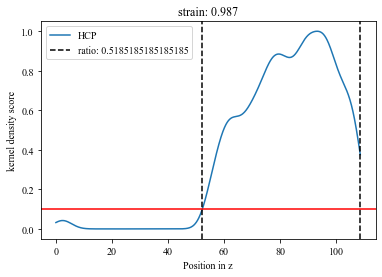 strain: 0.987
HCP
ratio: 0.5185185185185185
kernel density score
1.0
0.8
0.6
0.4
0.2
0.0
0 20 40 60 80 100
Position in z